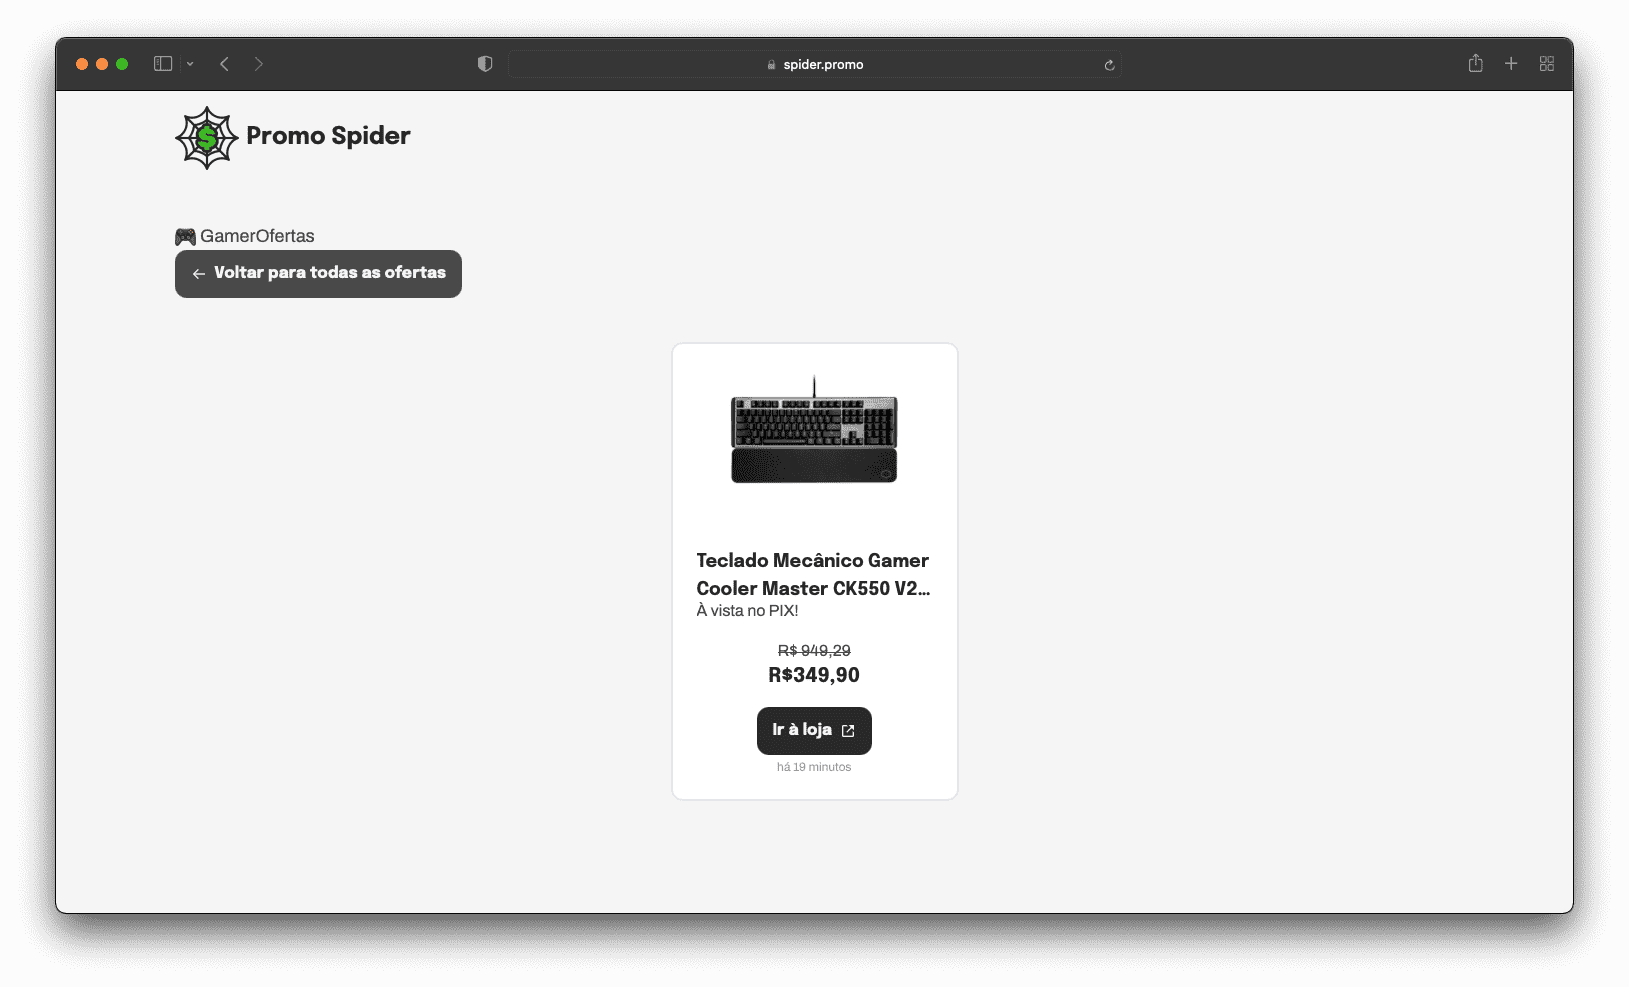 spider.promo
Promo Spider
GamerOfertas
← Voltar para todas as ofertas
Teclado Mecânico Gamer
Cooler Master CK550 V2...
À vista no PIX!
R$ 949,29
R$349,90
Ir à loja
há 19 minutos